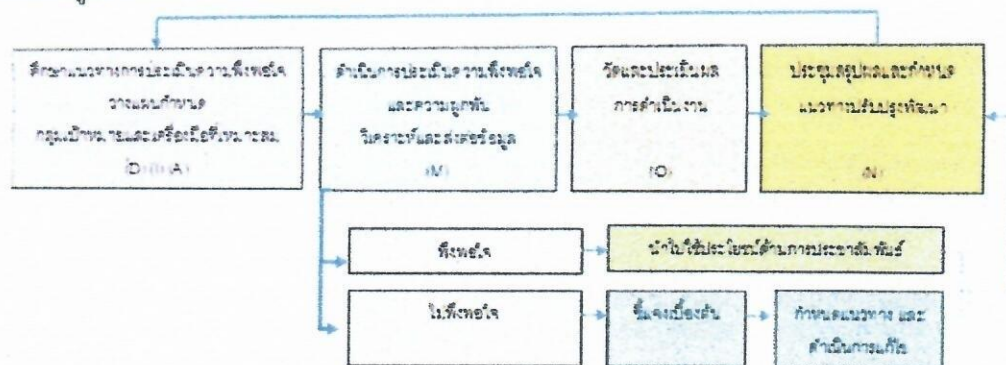 ศึกษาแนวทางการประเมินความพึงพอใจ
วางแผนกำหนด
กลุ่มเป้าหมายและเครื่องมือที่เหมาะสม
(D) (I) (A)
ดำเนินการประเมินความพึงพอใจ
และความผูกพัน
วิเคราะห์และส่งต่อข้อมูล
(M)
วัดและประเมินผล
การดำเนินงาน
(O)
ประชุมสรุปผลและกำหนด
แนวทางปรับปรุงพัฒนา
(N)
พึงพอใจ
นำไปใช้ประโยชน์ด้านการประชาสัมพันธ์
ไม่พึงพอใจ
ชี้แจงเบื้องต้น
กำหนดแนวทาง และ
ดำเนินการแก้ไข